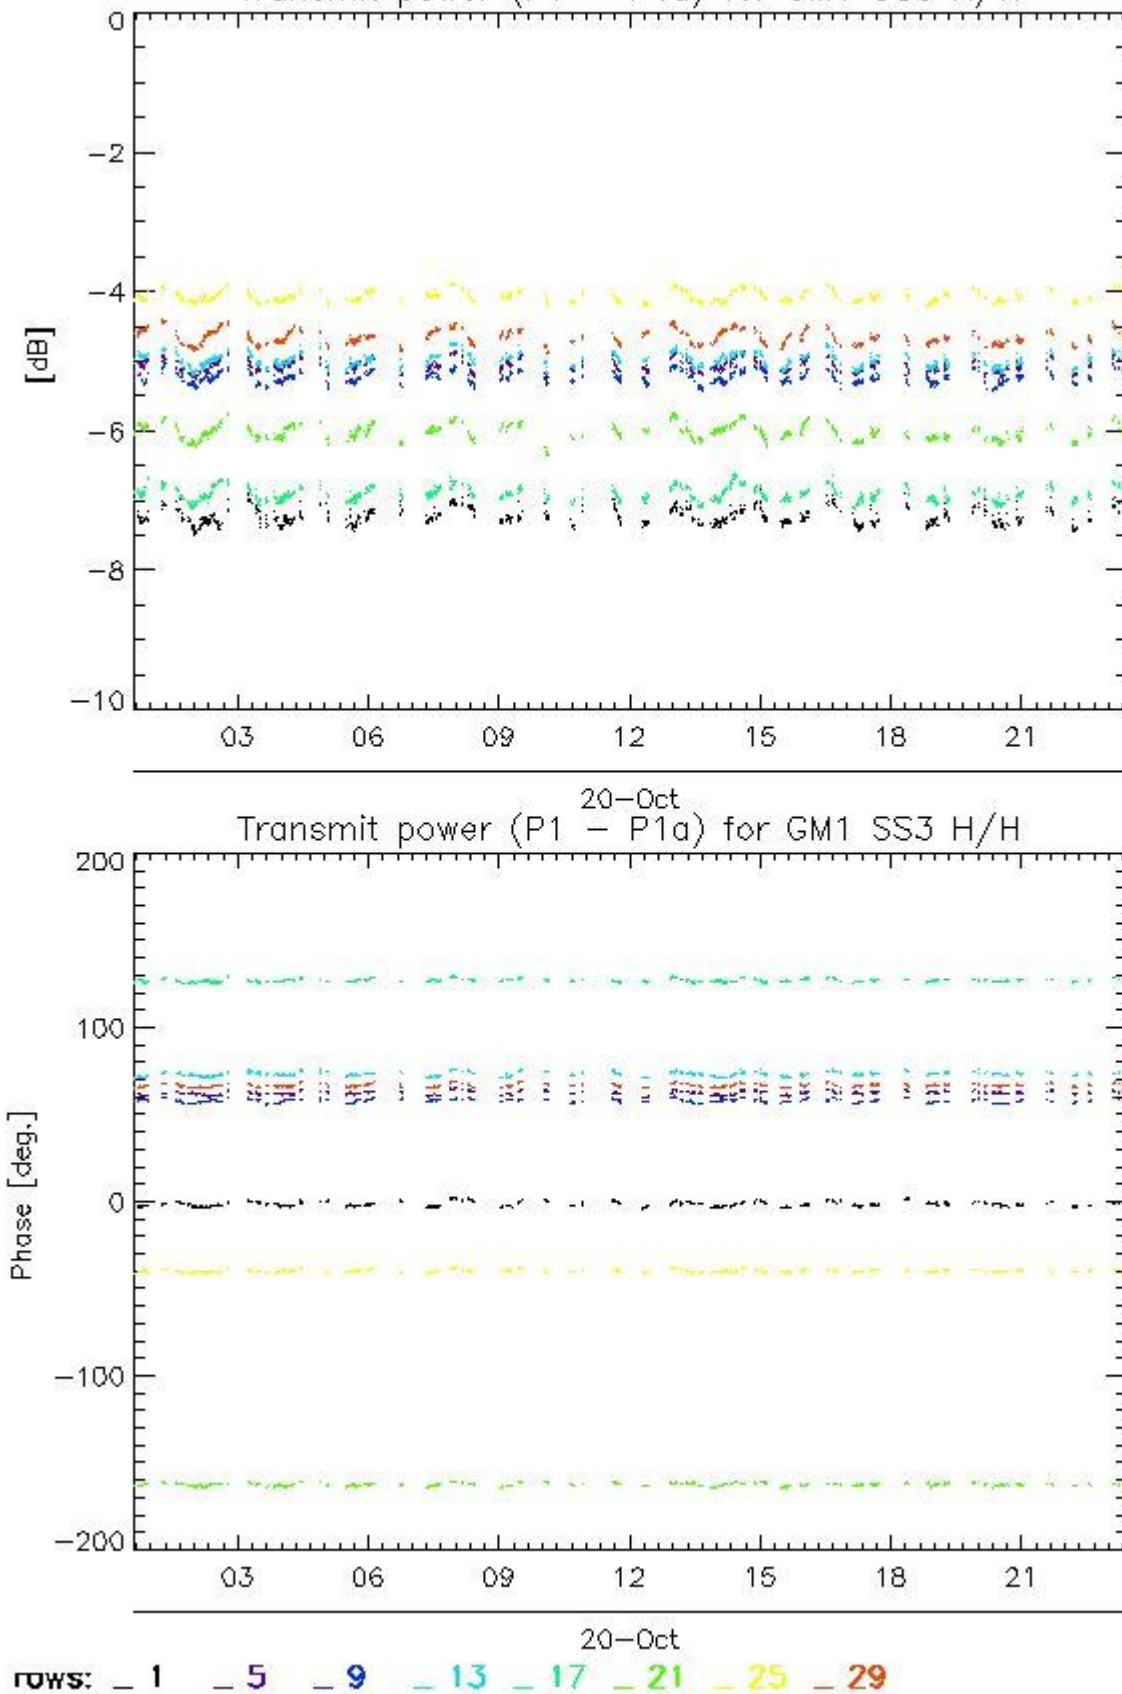 0
−2
−4
[dB]
−6
−8
−10
03 06 09 12 15 18 21
20−Oct
Transmit power (P1 − P1a) for GM1 SS3 H/H
200
100
Phase [deg.]
0
−100
−200
03 06 09 12 15 18 21
20−Oct
rows: _ 1 _ 5 _ 9 _ 13 _ 17 _ 21 _ 25 _ 29